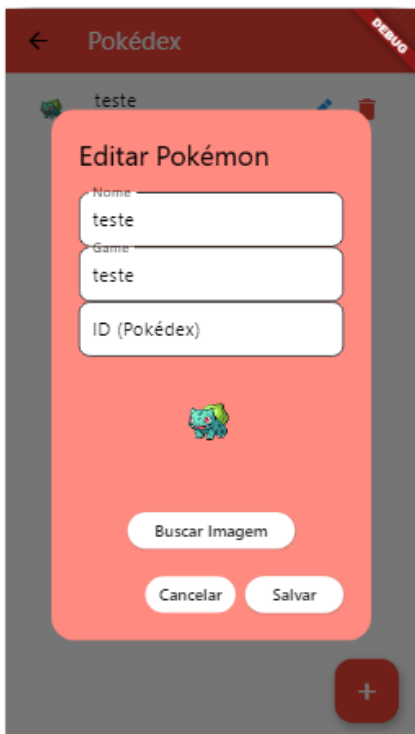 Pokédex
DEBUG
teste
Editar Pokémon
Nome
teste
Game
teste
ID (Pokédex)
Buscar Imagem
Cancelar
Salvar
+